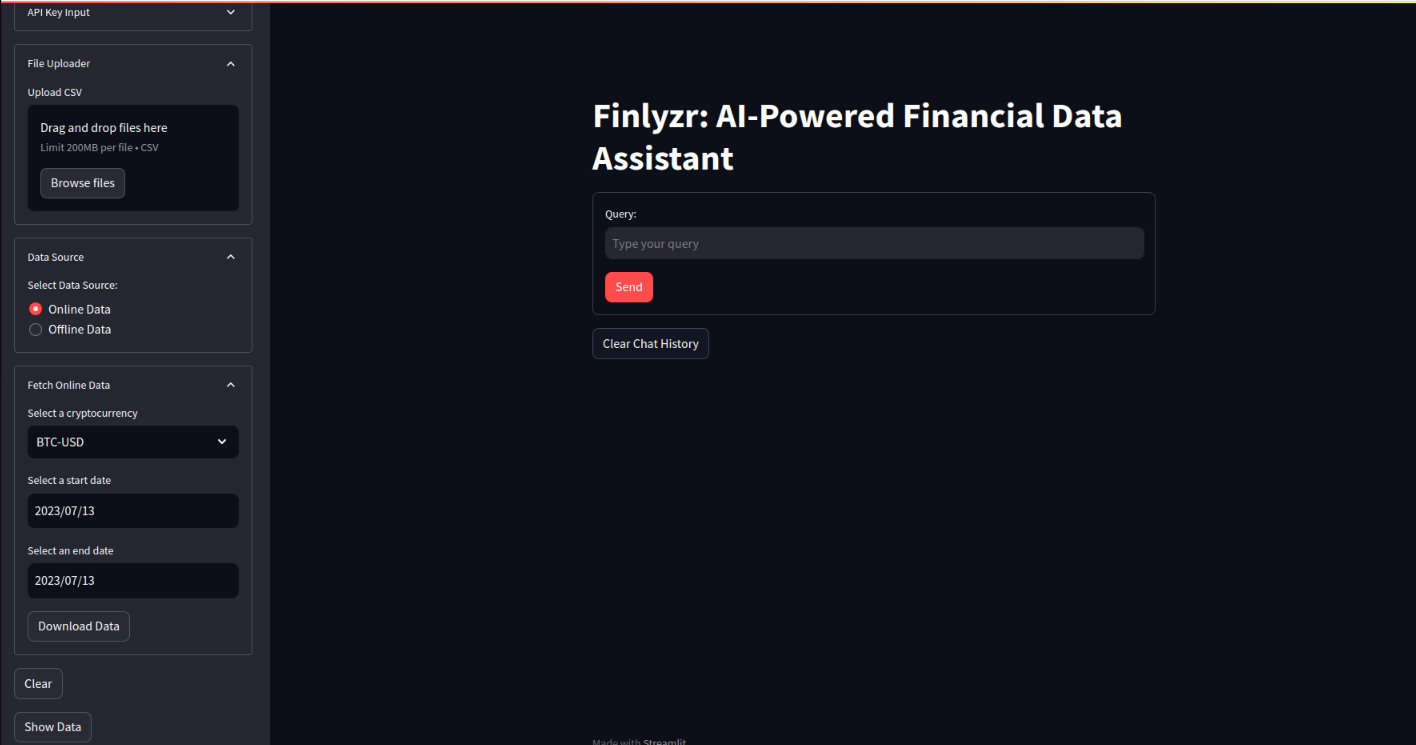 API Key Input
File Uploader
Upload CSV
Drag and drop files here
Limit 200MB per file • CSV
Browse files
Data Source
Select Data Source:
Online Data
Offline Data
Fetch Online Data
Select a cryptocurrency
BTC-USD
Select a start date
2023/07/13
Select an end date
2023/07/13
Download Data
Clear
Show Data
Finlyzr: AI-Powered Financial Data
Assistant
Query:
Type your query
Send
Clear Chat History
Made with Streamlit